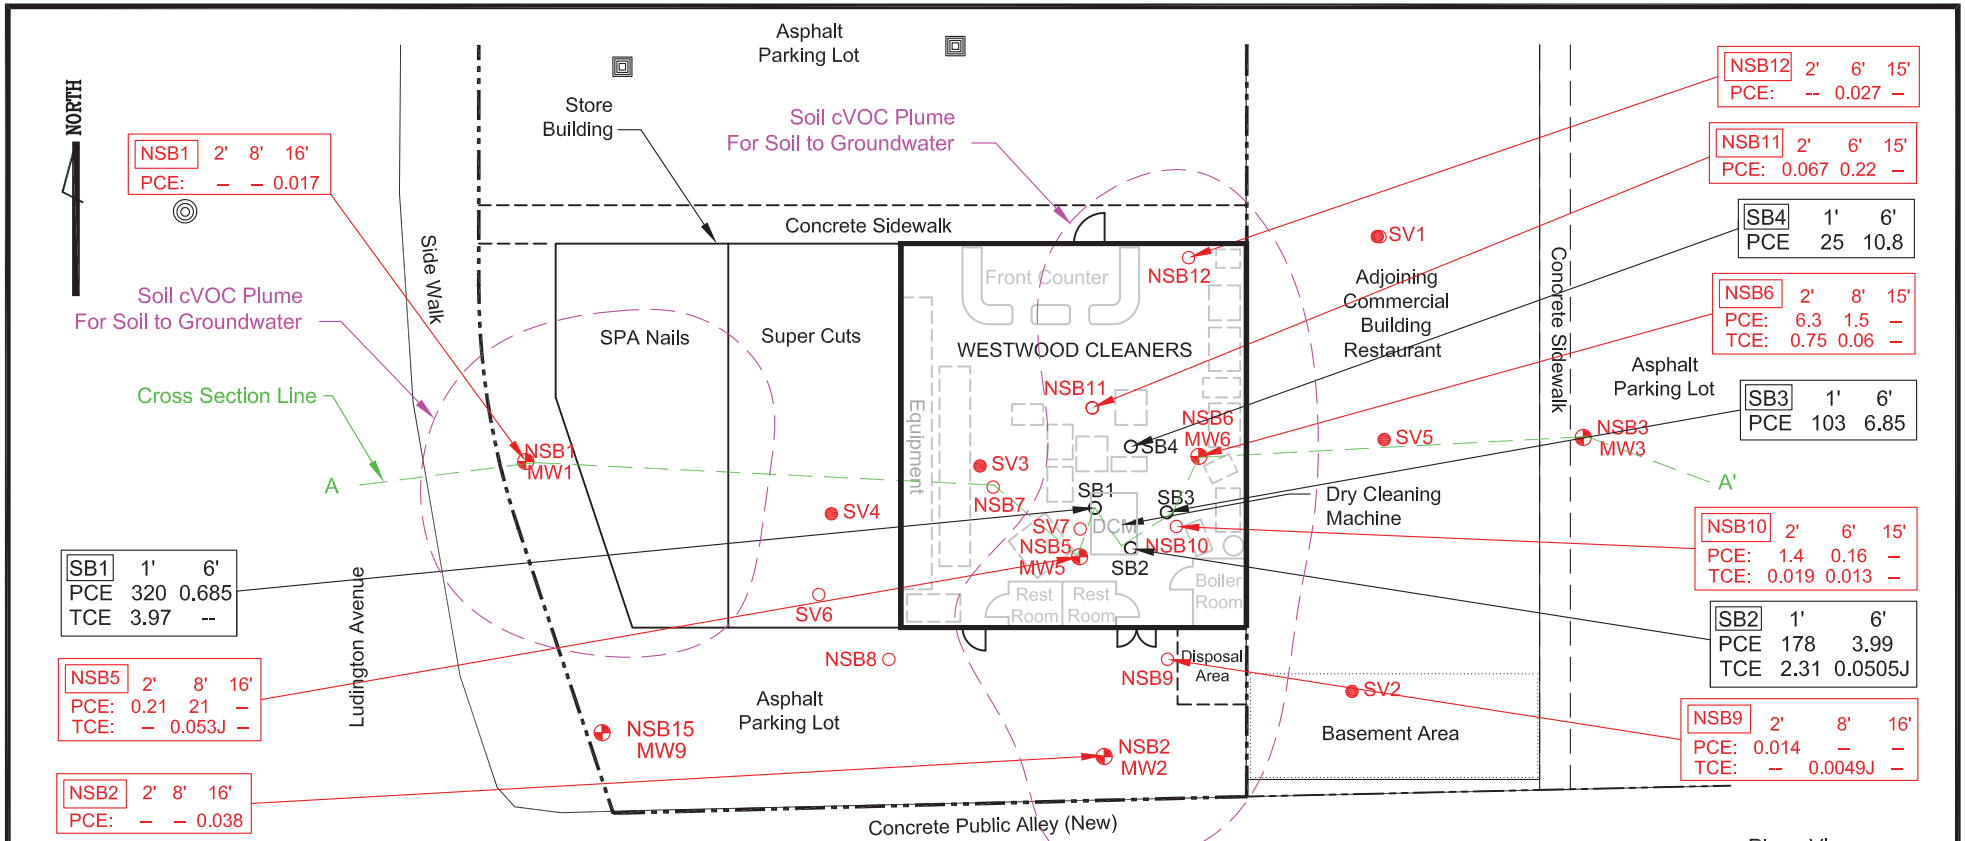 Asphalt
Parking Lot
NORTH
Store
Building
Soil cVOC Plume
For Soil to Groundwater
NSB12 2' 6' 15'
PCE: -- 0.027 –
NSB1 2' 8' 16'
PCE: – – 0.017
NSB11 2' 6' 15'
PCE: 0.067 0.22 –
SB4 1' 6'
PCE 25 10.8
Concrete Sidewalk
Side Walk
SV1
NSB12
Front Counter
Adjoining
Commercial
Building
Restaurant
Concrete Sidewalk
NSB6 2' 8' 15'
PCE: 6.3 1.5 –
TCE: 0.75 0.06 –
Soil cVOC Plume
For Soil to Groundwater
SPA Nails
Super Cuts
WESTWOOD CLEANERS
Asphalt
Parking Lot
Cross Section Line
NSB11
SB3 1' 6'
PCE 103 6.85
Equipment
NSB6
MW6
SB4
SV5
NSB3
MW3
NSB1
MW1
A
SV3
NSB7
A'
SB1
SB3
Dry Cleaning
Machine
SV4
SV7
DCM
NSB5
MW5
NSB10
SB2
NSB10 2' 6' 15'
PCE: 1.4 0.16 –
TCE: 0.019 0.013 –
SB1 1' 6'
PCE 320 0.685
TCE 3.97 --
Ludington Avenue
SV6
Rest
Room
Rest
Room
Boiler
Room
SB2 1' 6'
PCE 178 3.99
TCE 2.31 0.0505J
NSB5 2' 8' 16'
PCE: 0.21 21 –
TCE: – 0.053J –
NSB8
NSB9
Disposal
Area
SV2
Asphalt
Parking Lot
NSB15
MW9
NSB2
MW2
Basement Area
NSB9 2' 8' 16'
PCE: 0.014 – –
TCE: -- 0.0049J –
NSB2 2' 8' 16'
PCE: – – 0.038
Concrete Public Alley (New)